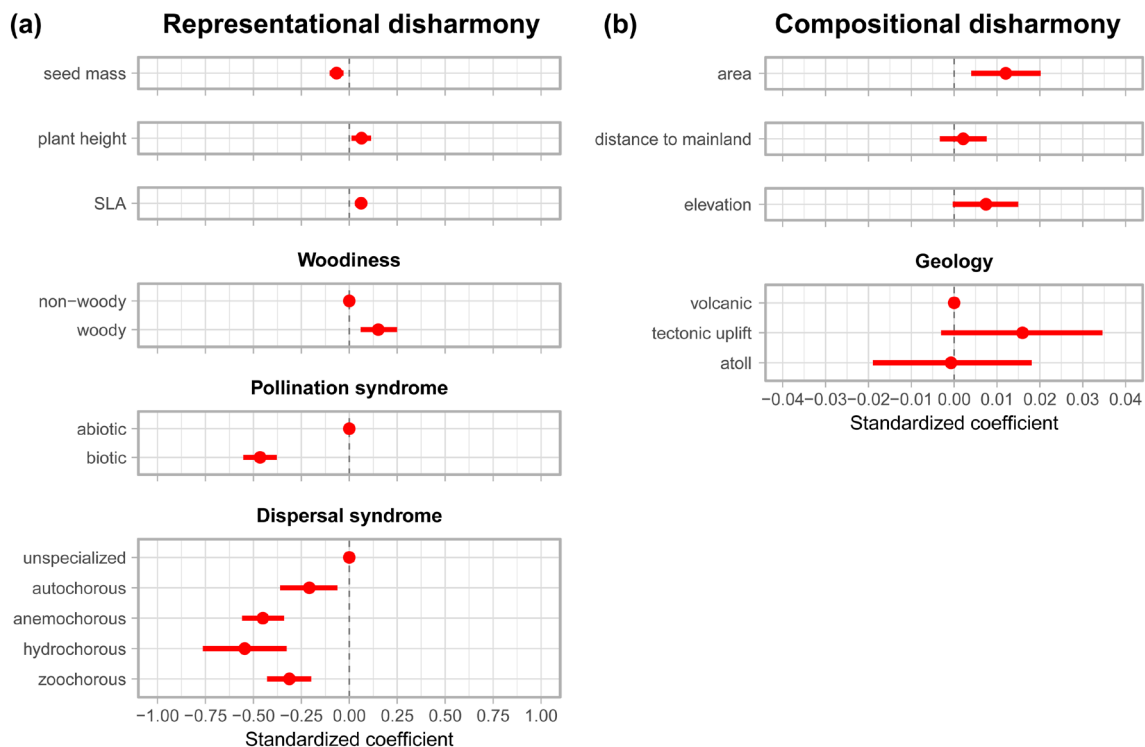 (a) Representational disharmony
seed mass
plant height
SLA
Woodiness
non−woody
woody
Pollination syndrome
abiotic
biotic
Dispersal syndrome
unspecialized
autochorous
anemochorous
hydrochorous
zoochorous
−1.00 −0.75 −0.50 −0.25 0.00 0.25 0.50 0.75 1.00
Standardized coefficient
(b) Compositional disharmony
area
distance to mainland
elevation
Geology
volcanic
tectonic uplift
atoll
−0.04 −0.03 −0.02 −0.01 0.00 0.01 0.02 0.03 0.04
Standardized coefficient